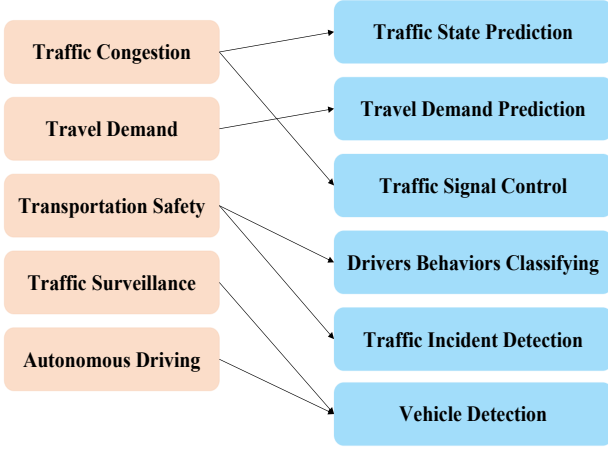 Traffic Congestion
Travel Demand
Transportation Safety
Traffic Surveillance
Autonomous Driving
Traffic State Prediction
Travel Demand Prediction
Traffic Signal Control
Drivers Behaviors Classifying
Traffic Incident Detection
Vehicle Detection